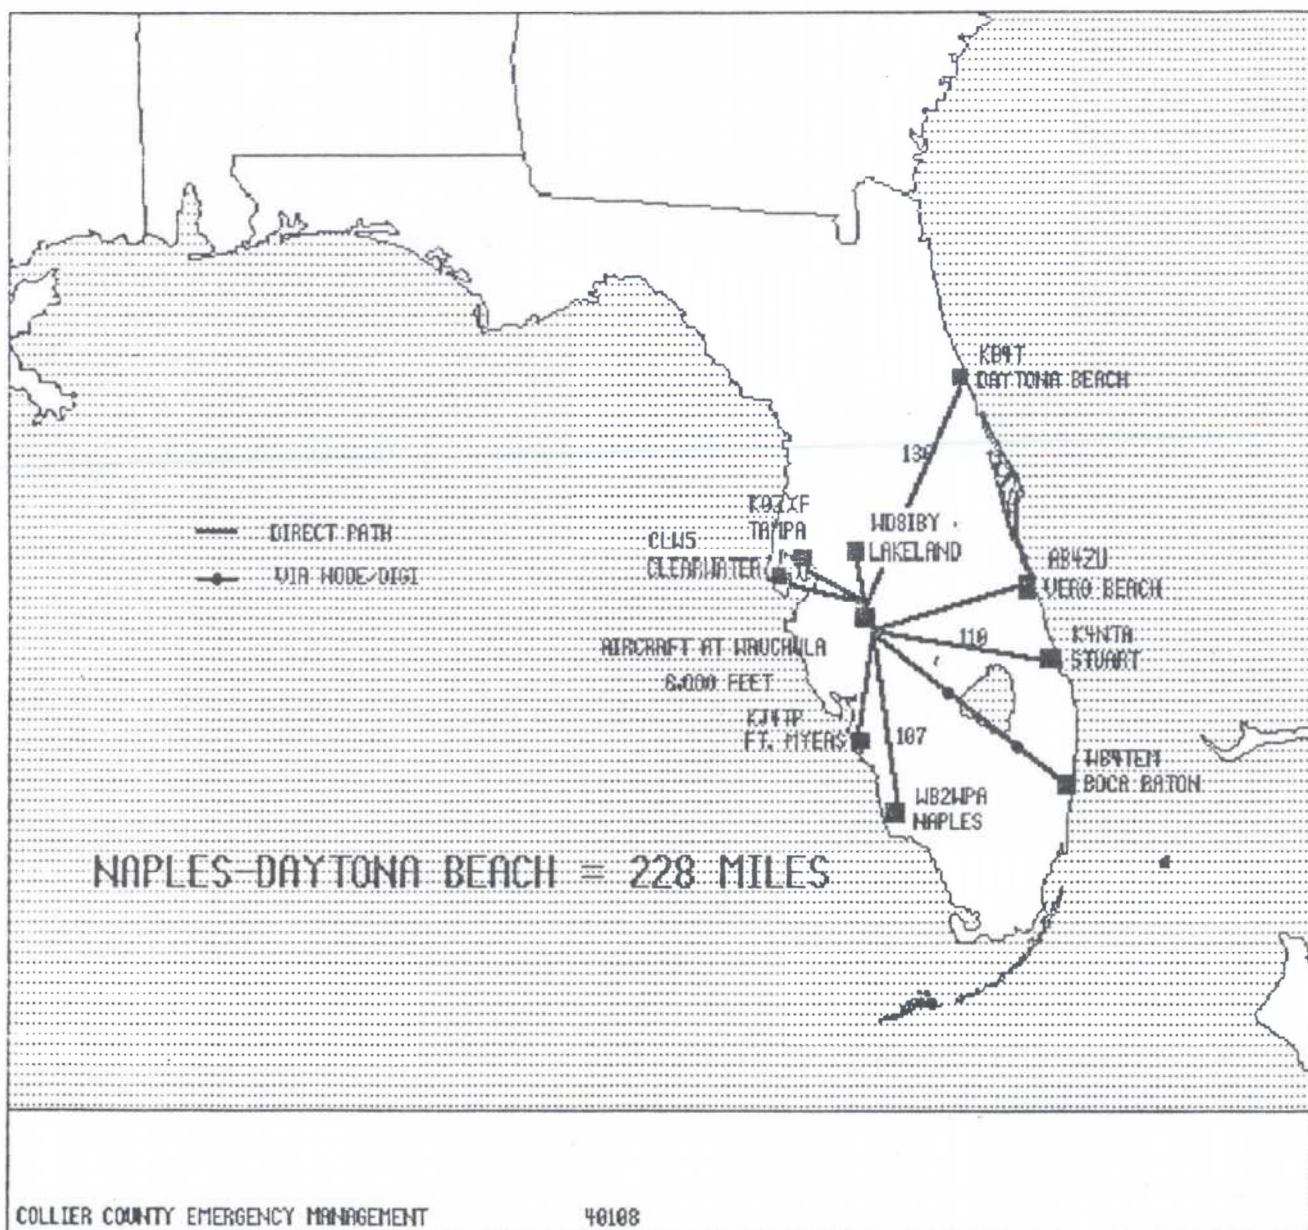 KB4T
DAYTONA BEACH
TAMPA
WD8IBY
LAKELAND
DIRECT PATH
CLW5
CLEARWATER
VIA NODE/DIGI
AB4ZU
VERO BEACH
110
K4NTA
STUART
AIRCRAFT AT WAUCHULA
6,000 FEET
FT. MYERS
107
WB4TEM
BOCA RATON
WB2WPA
NAPLES
NAPLES-DAYTONA BEACH = 228 MILES
COLLIER COUNTY EMERGENCY MANAGEMENT 40108